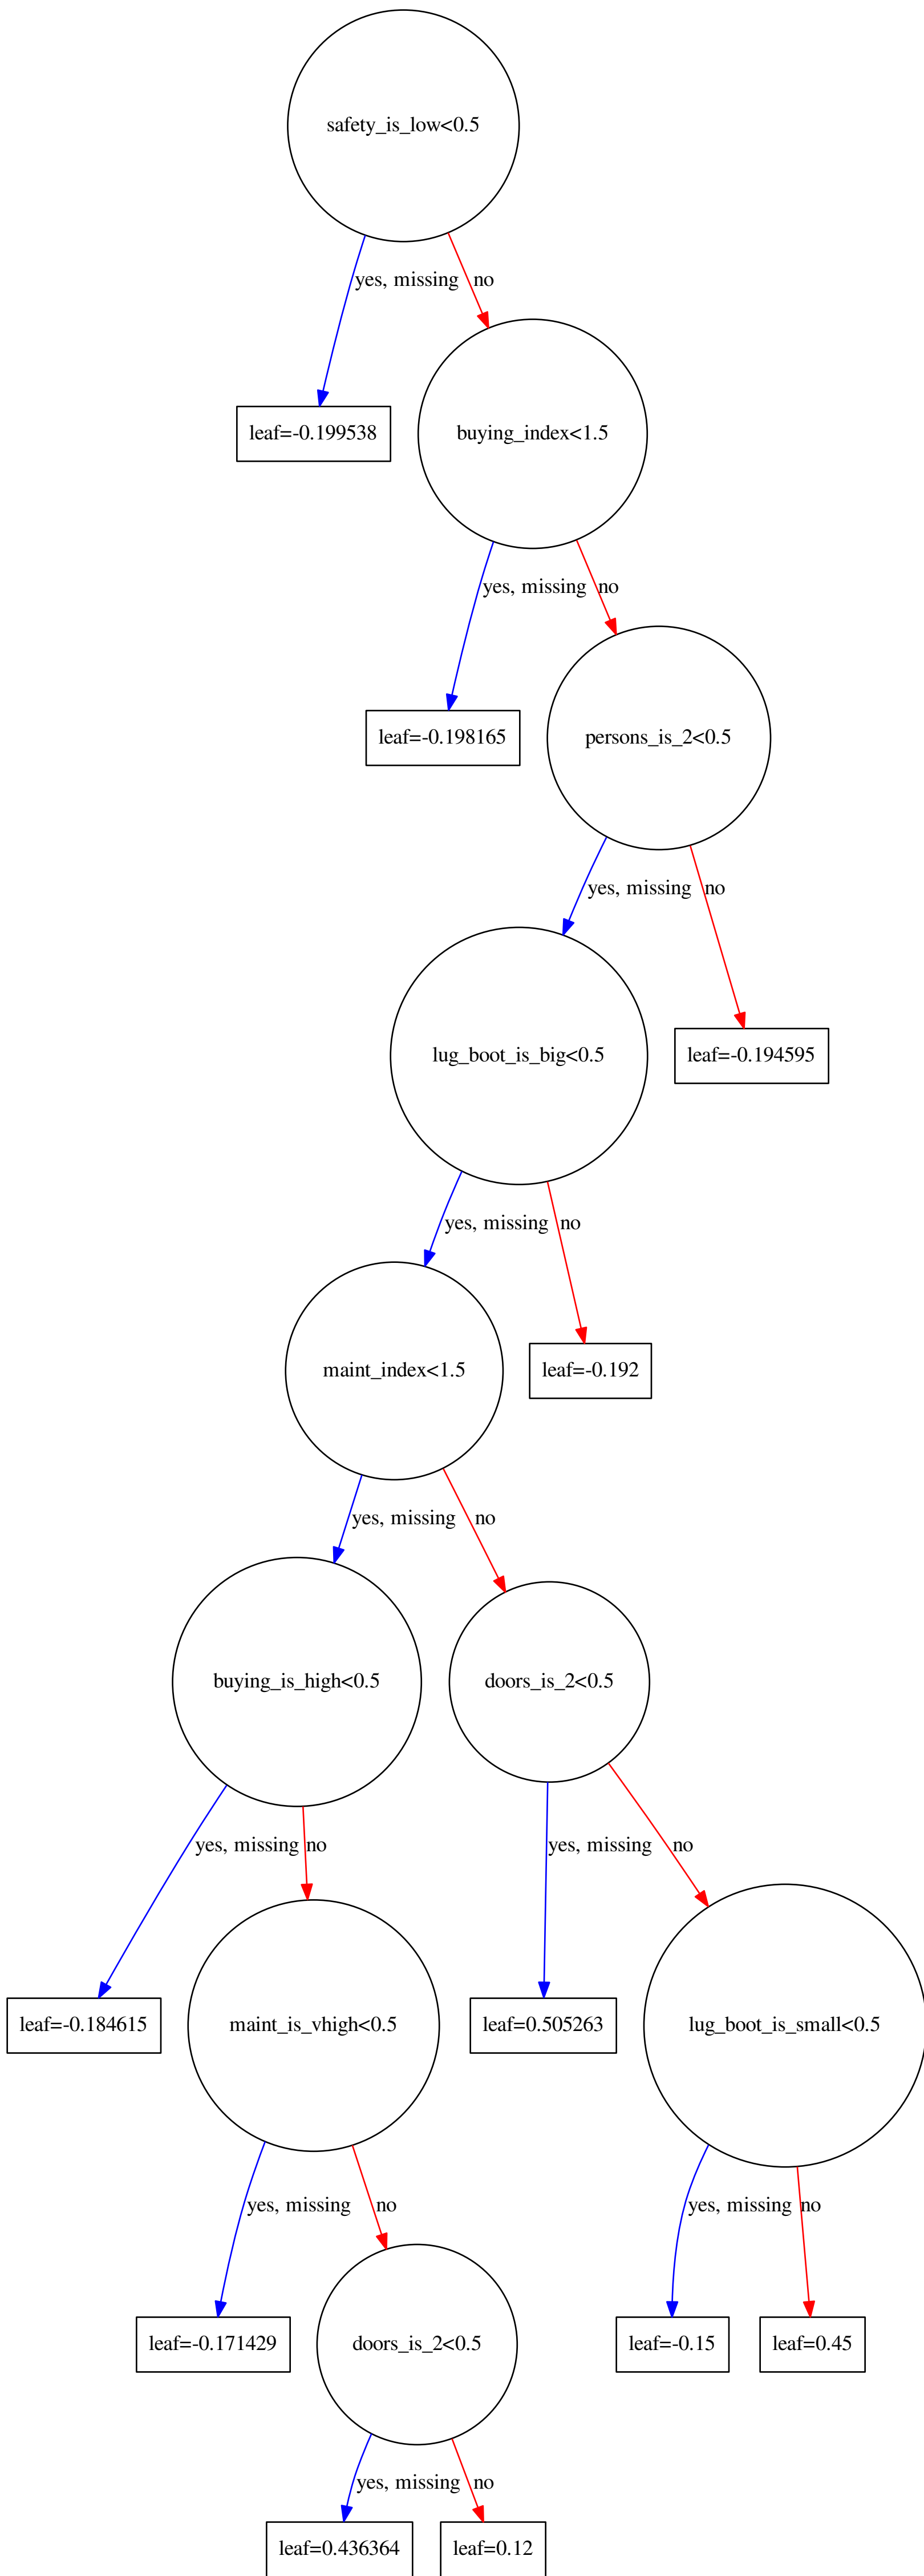 safety_is_low<0.5
yes, missing
no
leaf=-0.199538
buying_index<1.5
yes, missing
no
leaf=-0.198165
persons_is_2<0.5
yes, missing
no
lug_boot_is_big<0.5
leaf=-0.194595
yes, missing
no
maint_index<1.5
leaf=-0.192
yes, missing
no
buying_is_high<0.5
doors_is_2<0.5
yes, missing
no
yes, missing
no
leaf=-0.184615
maint_is_vhigh<0.5
leaf=0.505263
lug_boot_is_small<0.5
yes, missing
no
yes, missing
no
leaf=-0.171429
doors_is_2<0.5
leaf=-0.15
leaf=0.45
yes, missing
no
leaf=0.436364
leaf=0.12